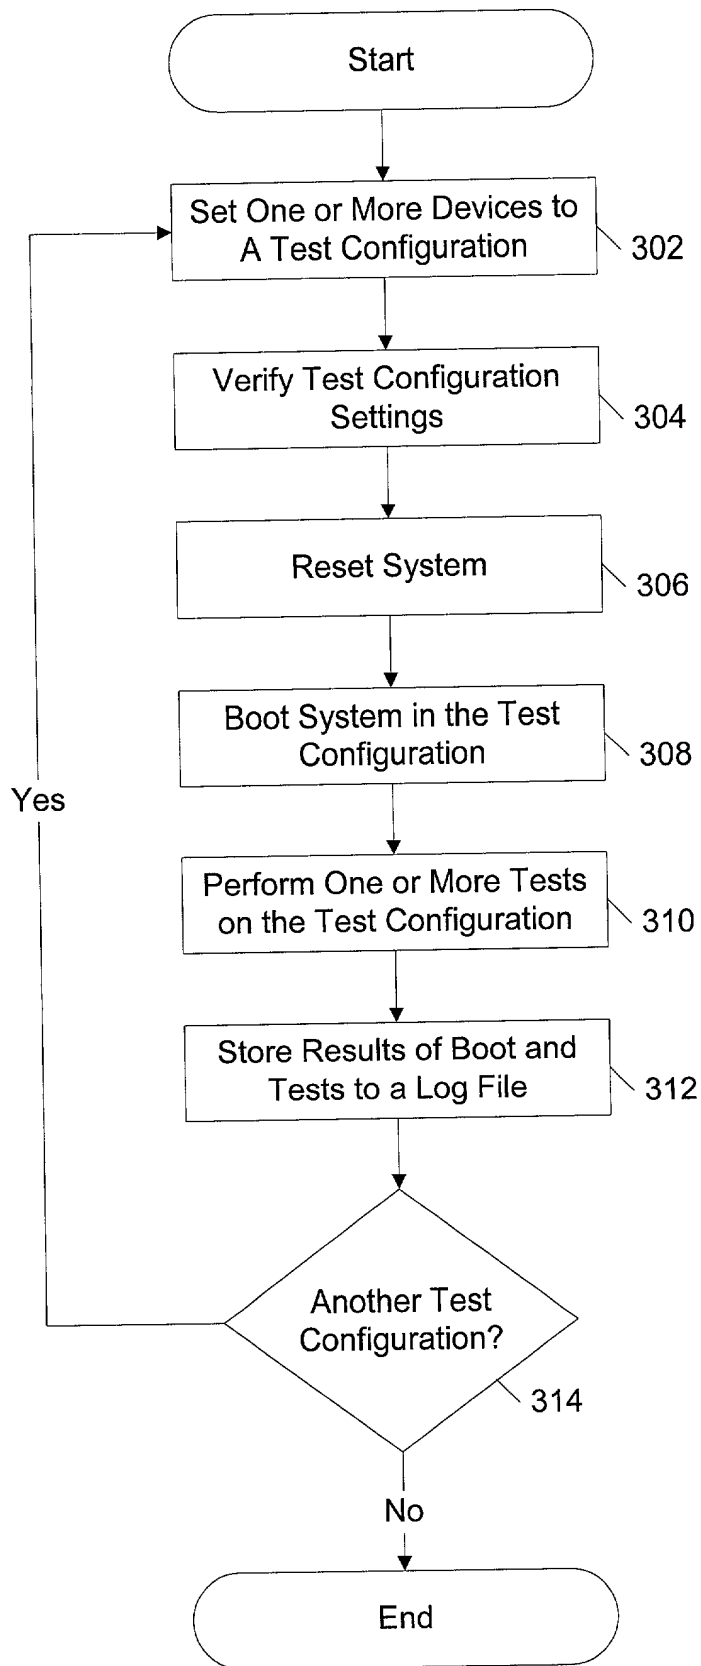 Start
Set One or More Devices to
A Test Configuration
302
Verify Test Configuration
Settings
304
Reset System
306
Boot System in the Test
Configuration
308
Yes
Perform One or More Tests
on the Test Configuration
310
Store Results of Boot and
Tests to a Log File
312
Another Test
Configuration?
314
No
End